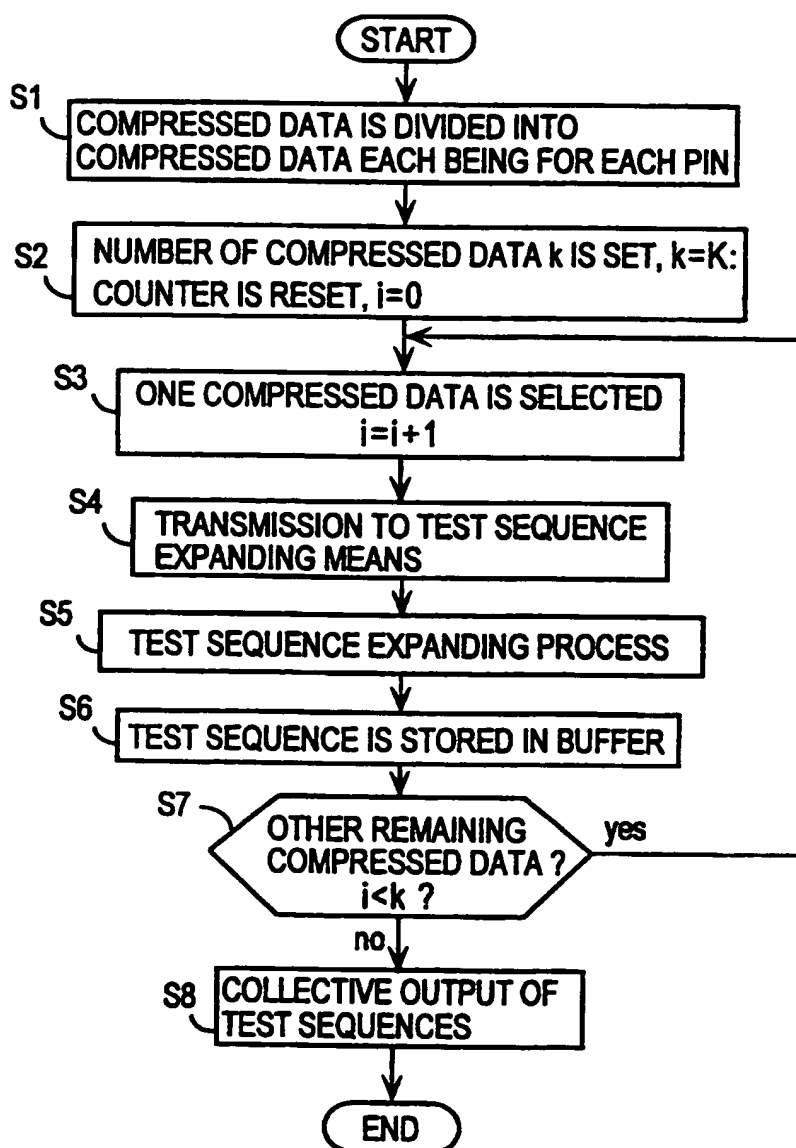 START
S1
COMPRESSED DATA IS DIVIDED INTO
COMPRESSED DATA EACH BEING FOR EACH PIN
S2
NUMBER OF COMPRESSED DATA k IS SET, k=K:
COUNTER IS RESET, i=0
S3
ONE COMPRESSED DATA IS SELECTED
i=i+1
S4
TRANSMISSION TO TEST SEQUENCE
EXPANDING MEANS
S5
TEST SEQUENCE EXPANDING PROCESS
S6
TEST SEQUENCE IS STORED IN BUFFER
S7
OTHER REMAINING
COMPRESSED DATA ?
i<k ?
yes
no
S8
COLLECTIVE OUTPUT OF
TEST SEQUENCES
END